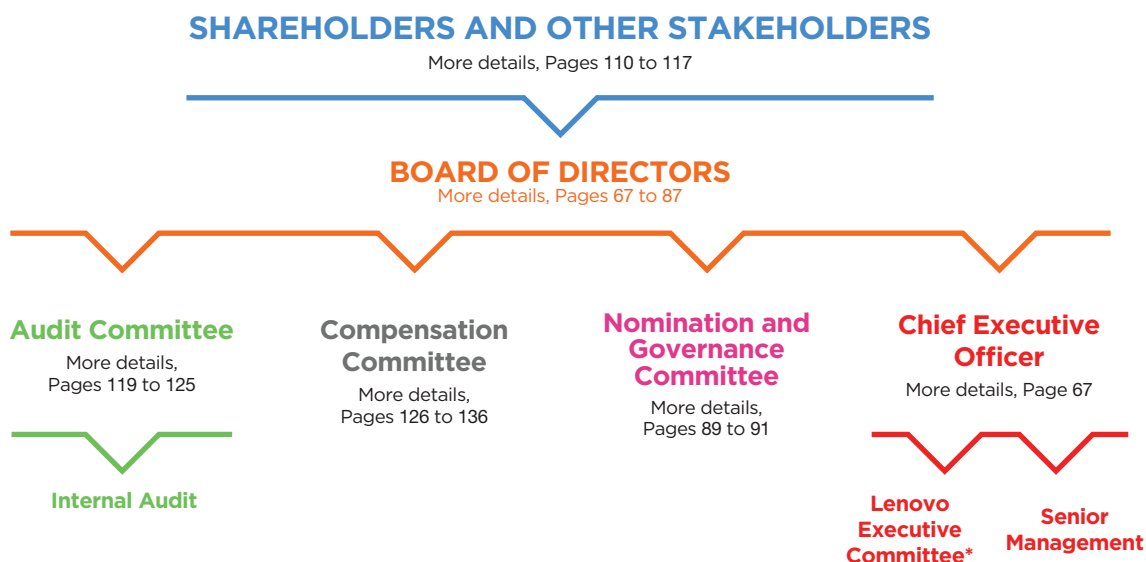 SHAREHOLDERS AND OTHER STAKEHOLDERS
More details, Pages 110 to 117
BOARD OF DIRECTORS
More details, Pages 67 to 87
Audit Committee
More details,
Pages 119 to 125
Internal Audit
Compensation
Committee
More details,
Pages 126 to 136
Nomination and
Governance
Committee
More details,
Pages 89 to 91
Chief Executive
Officer
More details, Page 67
Lenovo
Executive
Committee*
Senior
Management